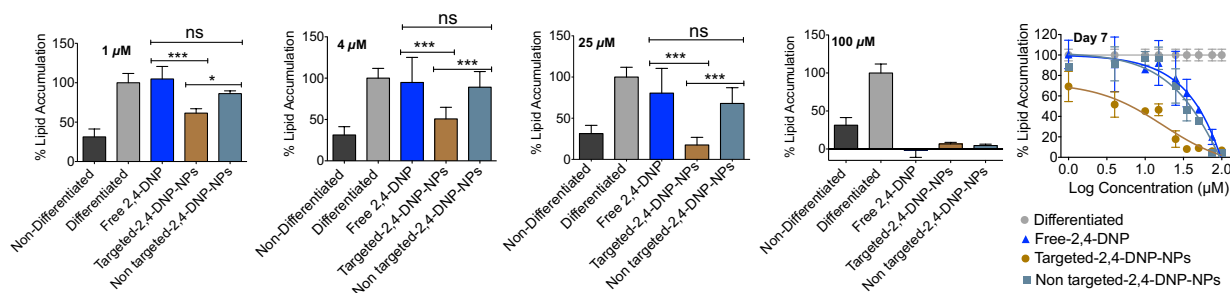 1 µM
ns
***
*
% Lipid Accumulation
150
100
50
0
Non-Differentiated
Differentiated
Free 2,4-DNP
Targeted-2,4-DNP-NPs
Non targeted-2,4-DNP-NPs
4 µM
ns
***
***
% Lipid Accumulation
150
100
50
0
Non-Differentiated
Differentiated
Free 2,4-DNP
Targeted-2,4-DNP-NPs
Non targeted-2,4-DNP-NPs
25 µM
ns
***
***
% Lipid Accumulation
150
100
50
0
Non-Differentiated
Differentiated
Free 2,4-DNP
Targeted-2,4-DNP-NPs
Non targeted-2,4-DNP-NPs
100 µM
% Lipid Accumulation
150
100
50
0
Non-Differentiated
Differentiated
Free 2,4-DNP
Targeted-2,4-DNP-NPs
Non targeted-2,4-DNP-NPs
Day 7
% Lipid Accumulation
120
100
80
60
40
20
0
0.0 0.5 1.0 1.5 2.0
Log Concentration (µM)
Differentiated
Free-2,4-DNP
Targeted-2,4-DNP-NPs
Non targeted-2,4-DNP-NPs